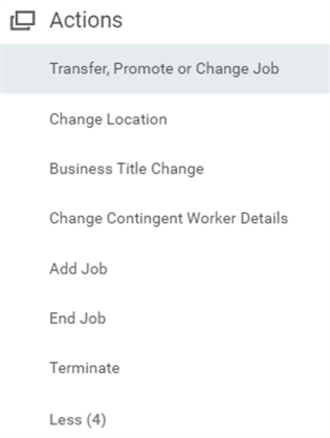 Actions
Transfer, Promote or Change Job
Change Location
Business Title Change
Change Contingent Worker Details
Add Job
End Job
Terminate
Less (4)